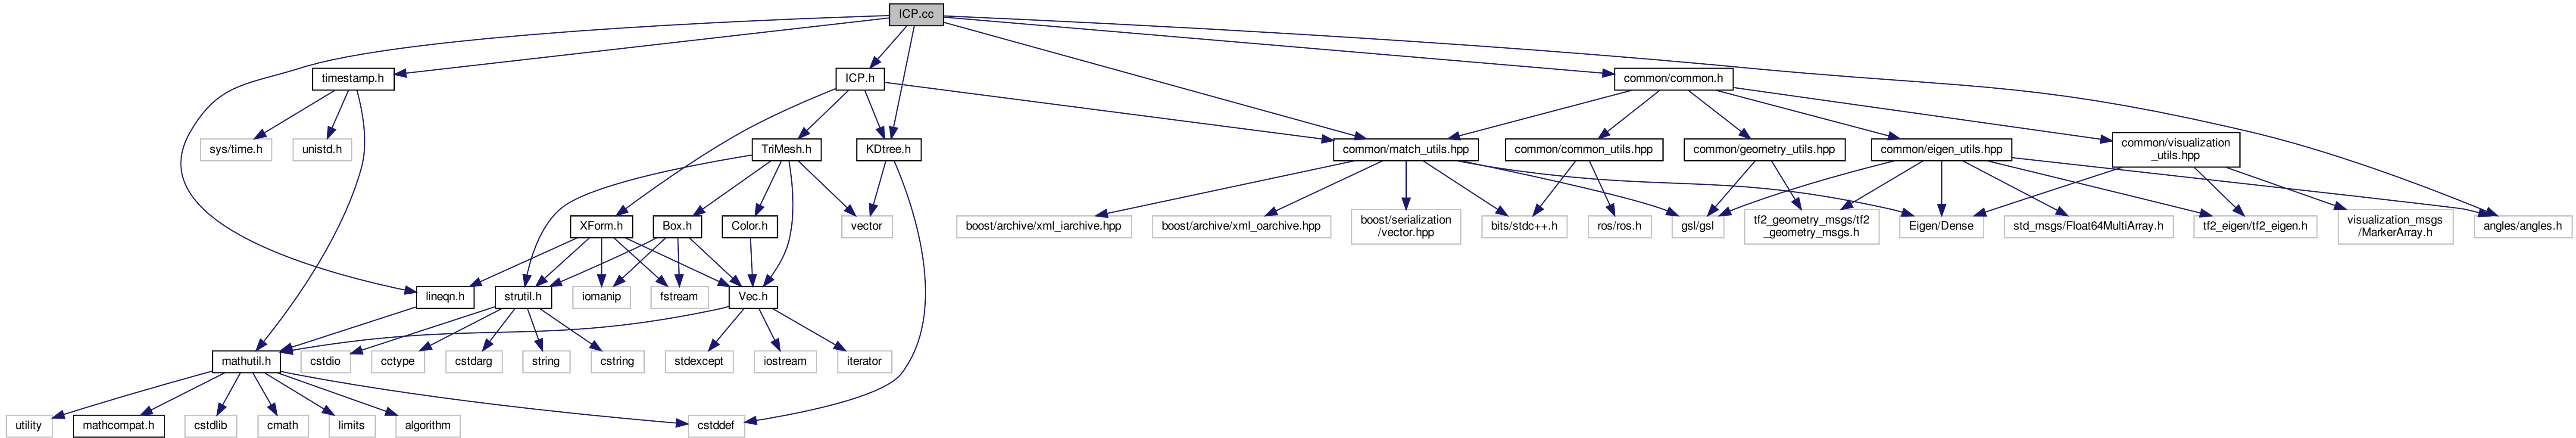 ICP.cc
timestamp.h
ICP.h
common/common.h
sys/time.h
unistd.h
TriMesh.h
KDtree.h
common/match_utils.hpp
common/common_utils.hpp
common/geometry_utils.hpp
common/eigen_utils.hpp
common/visualization
_utils.hpp
XForm.h
Box.h
Color.h
vector
boost/archive/xml_iarchive.hpp
boost/archive/xml_oarchive.hpp
boost/serialization
/vector.hpp
bits/stdc++.h
ros/ros.h
gsl/gsl
tf2_geometry_msgs/tf2
_geometry_msgs.h
Eigen/Dense
std_msgs/Float64MultiArray.h
tf2_eigen/tf2_eigen.h
visualization_msgs
/MarkerArray.h
angles/angles.h
lineqn.h
strutil.h
iomanip
fstream
Vec.h
mathutil.h
cstdio
cctype
cstdarg
string
cstring
stdexcept
iostream
iterator
utility
mathcompat.h
cstdlib
cmath
limits
algorithm
cstddef